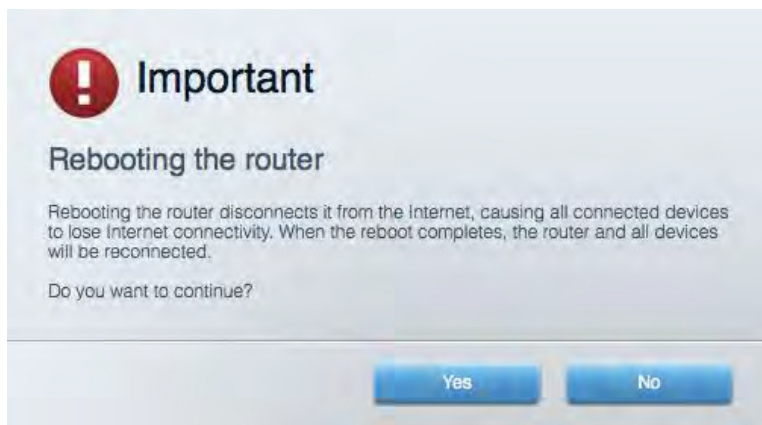 Important
Rebooting the router
Rebooting the router disconnects it from the Internet, causing all connected devices
to lose Internet connectivity. When the reboot completes, the router and all devices
will be reconnected.
Do you want to continue?
Yes
No